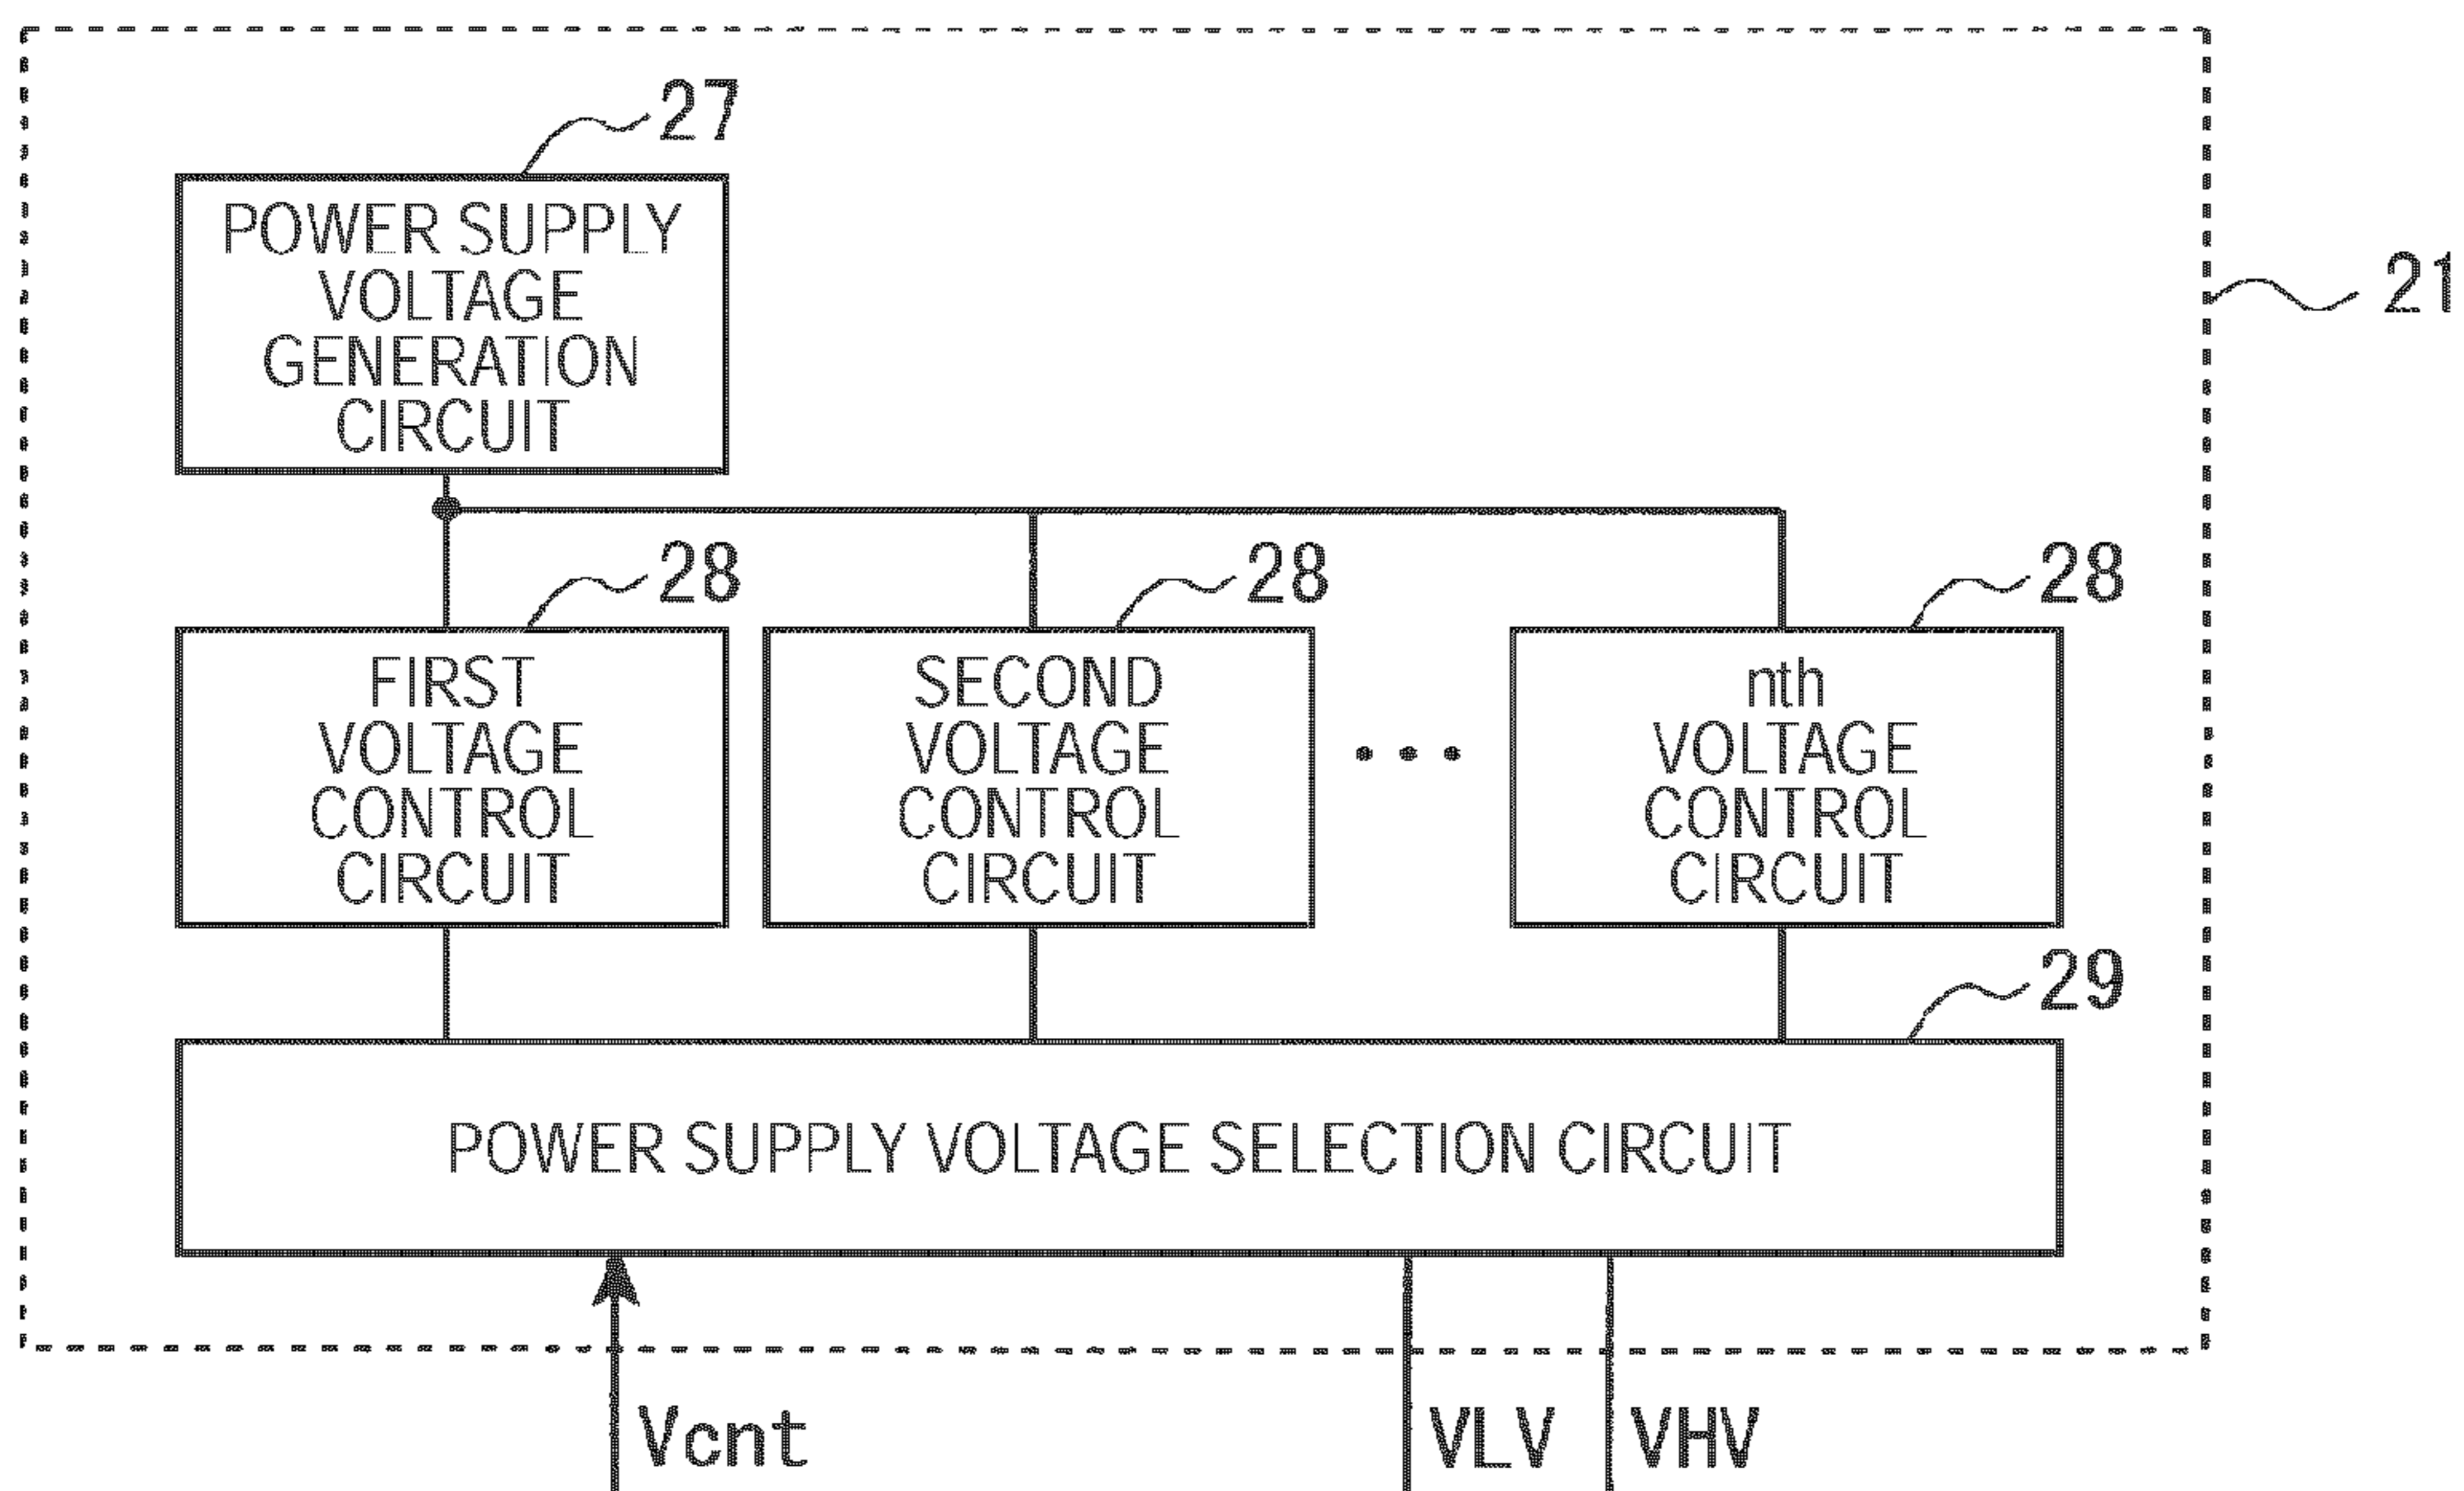 27
POWER SUPPLY
VOLTAGE
GENERATION
CIRCUIT
21
28
28
28
FIRST
VOLTAGE
CONTROL
CIRCUIT
SECOND
VOLTAGE
CONTROL
CIRCUIT
• • •
nth
VOLTAGE
CONTROL
CIRCUIT
29
POWER SUPPLY VOLTAGE SELECTION CIRCUIT
Vcnt
VLV
VHV